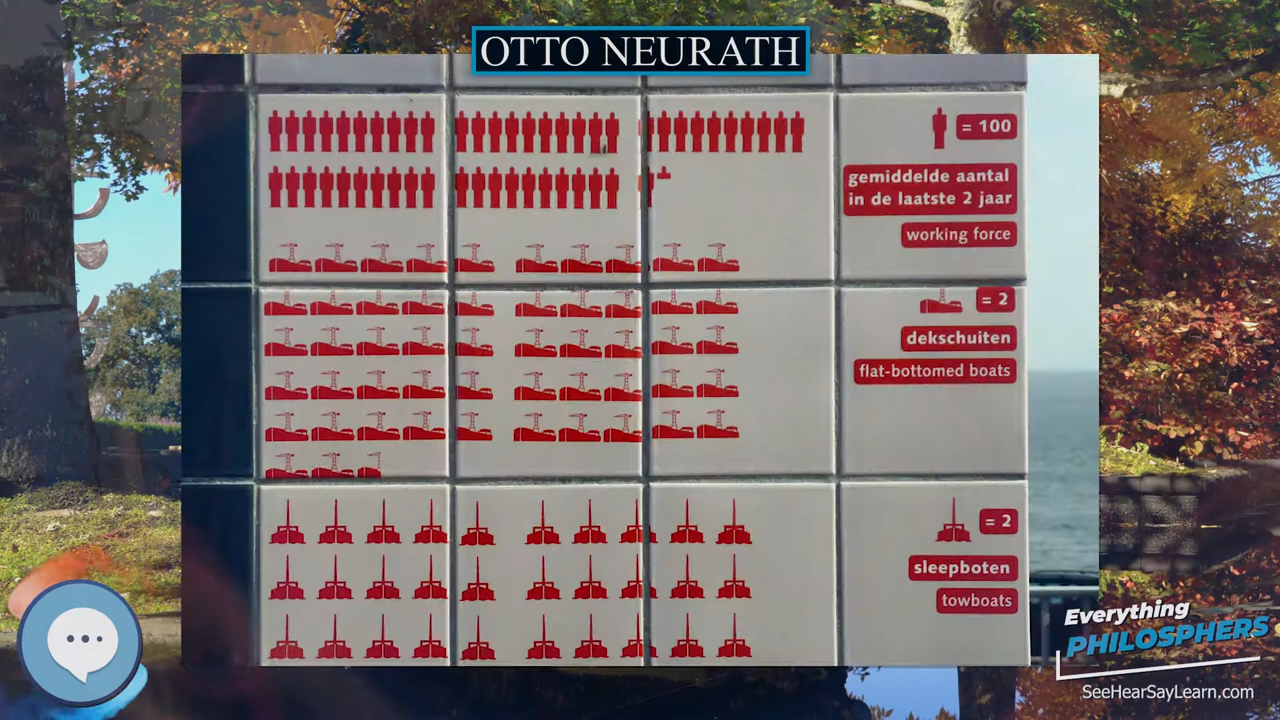 OTTO NEURATH
= 100
gemiddelde aantal
in de laatste 2 jaar
working force
= 2
dekschuiten
flat-bottomed boats
= 2
sleepboten
towboats
Everything
PHILOSPHERS
SeeHearSayLearn.com